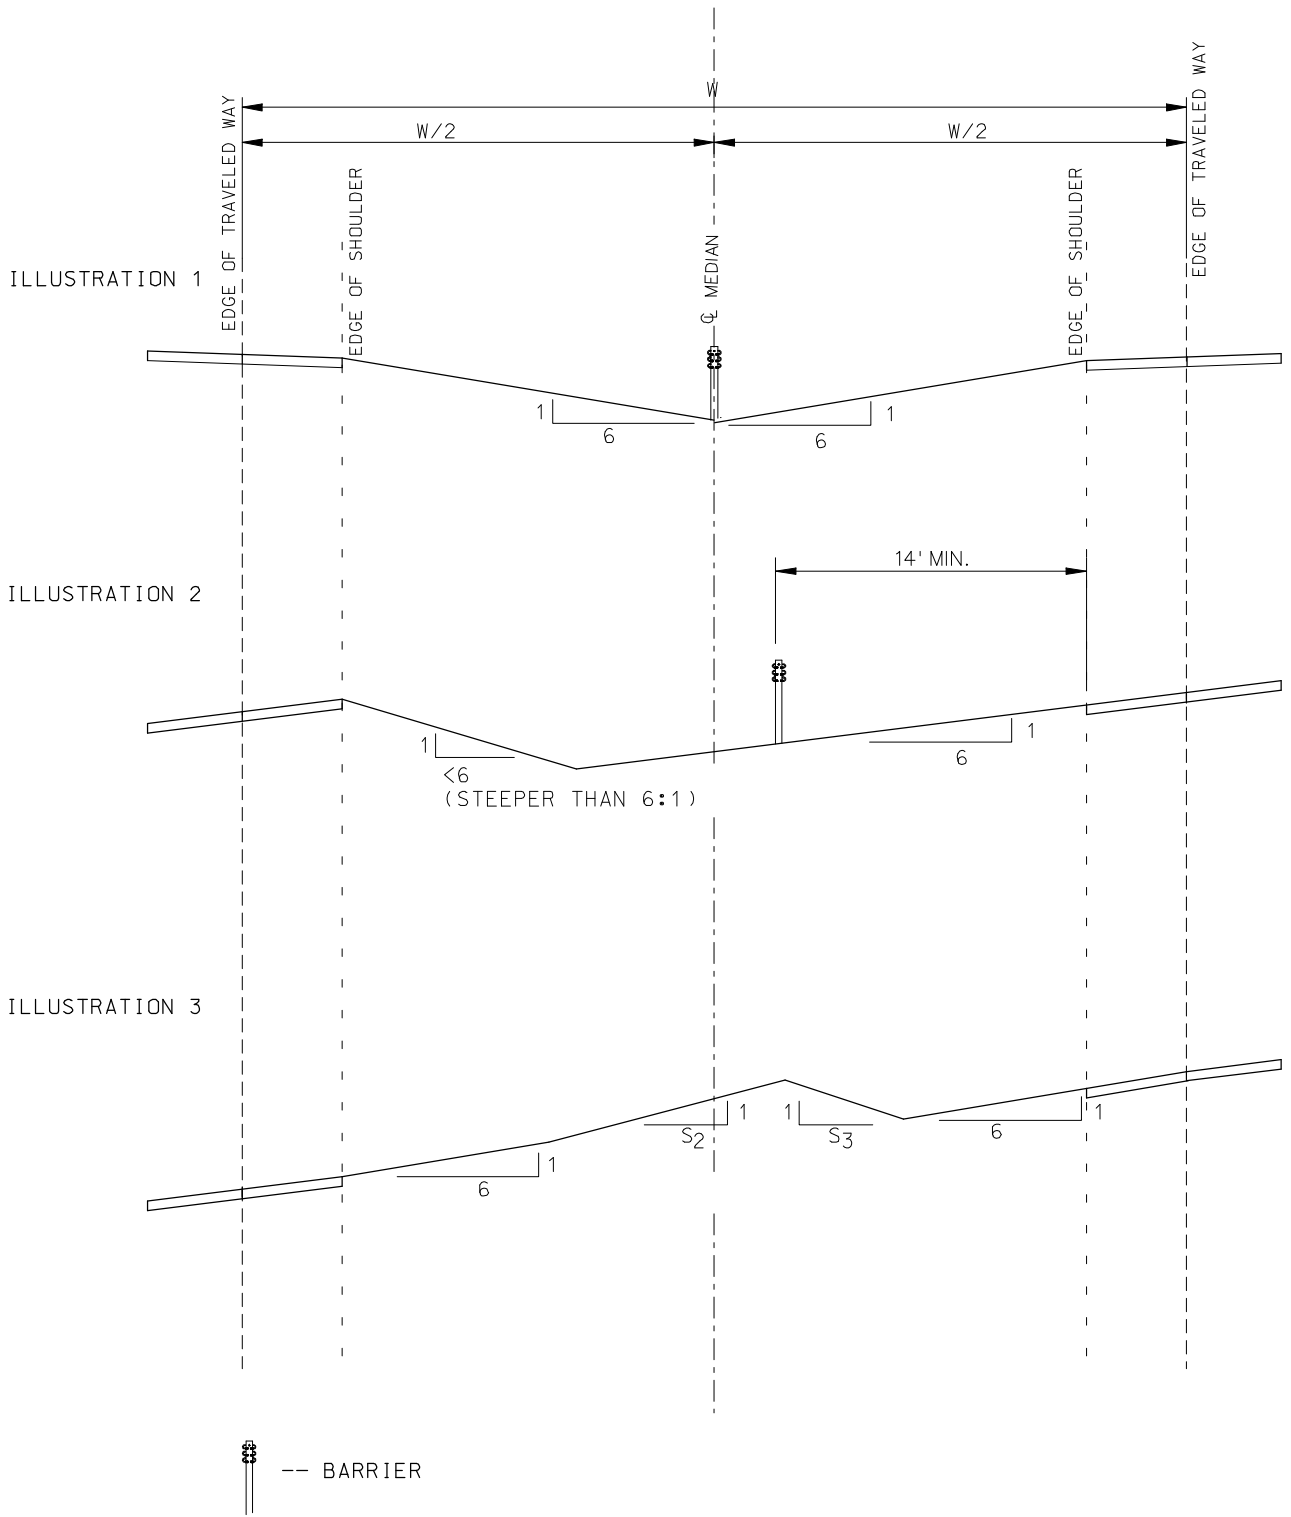 W
W/2
W/2
EDGE OF TRAVELED WAY
EDGE OF SHOULDER
℄ MEDIAN
EDGE OF SHOULDER
EDGE OF TRAVELED WAY
ILLUSTRATION 1
1
6
1
6
14' MIN.
ILLUSTRATION 2
1
<6
(STEEPER THAN 6:1)
1
6
ILLUSTRATION 3
1
6
1
S2
1
S3
1
6
-- BARRIER